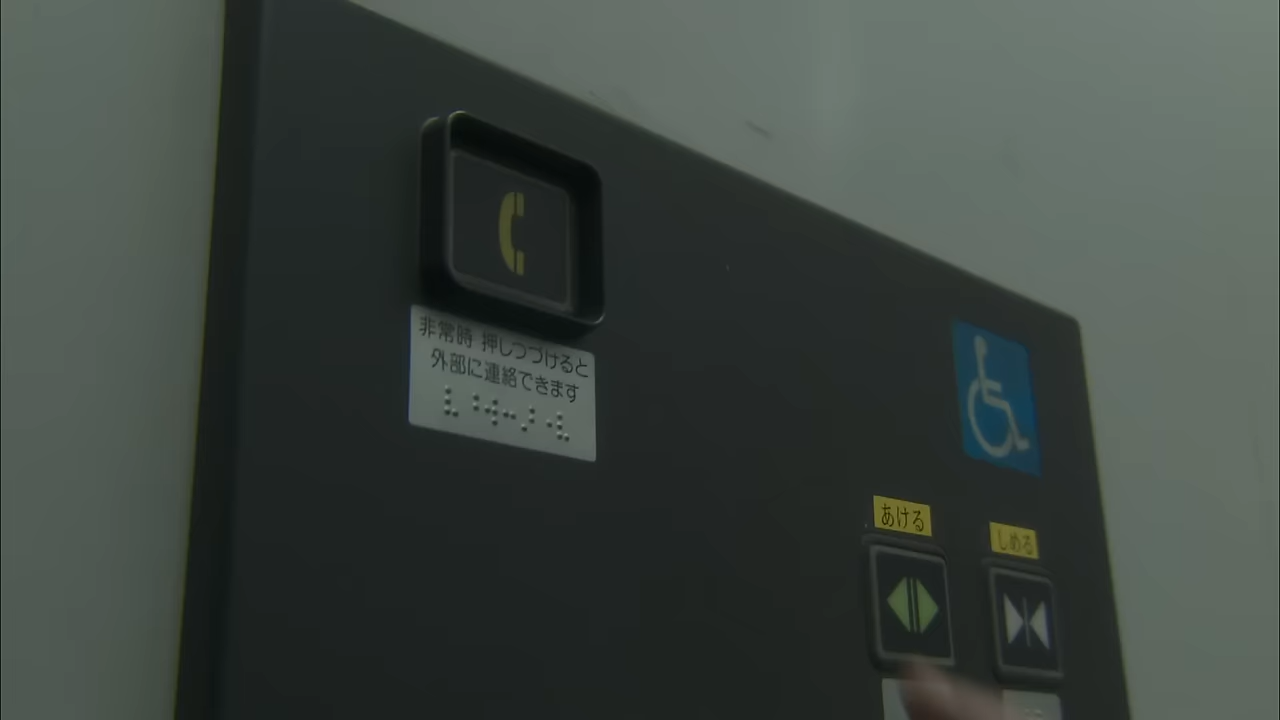 非常時 押しつづけると
外部に連絡できます
あける
しめる